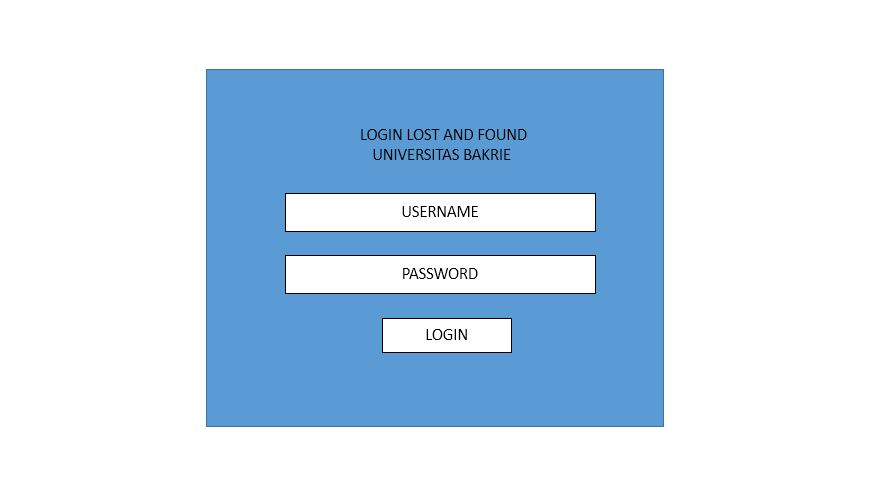 LOGIN LOST AND FOUND
UNIVERSITAS BAKRIE
USERNAME
PASSWORD
LOGIN